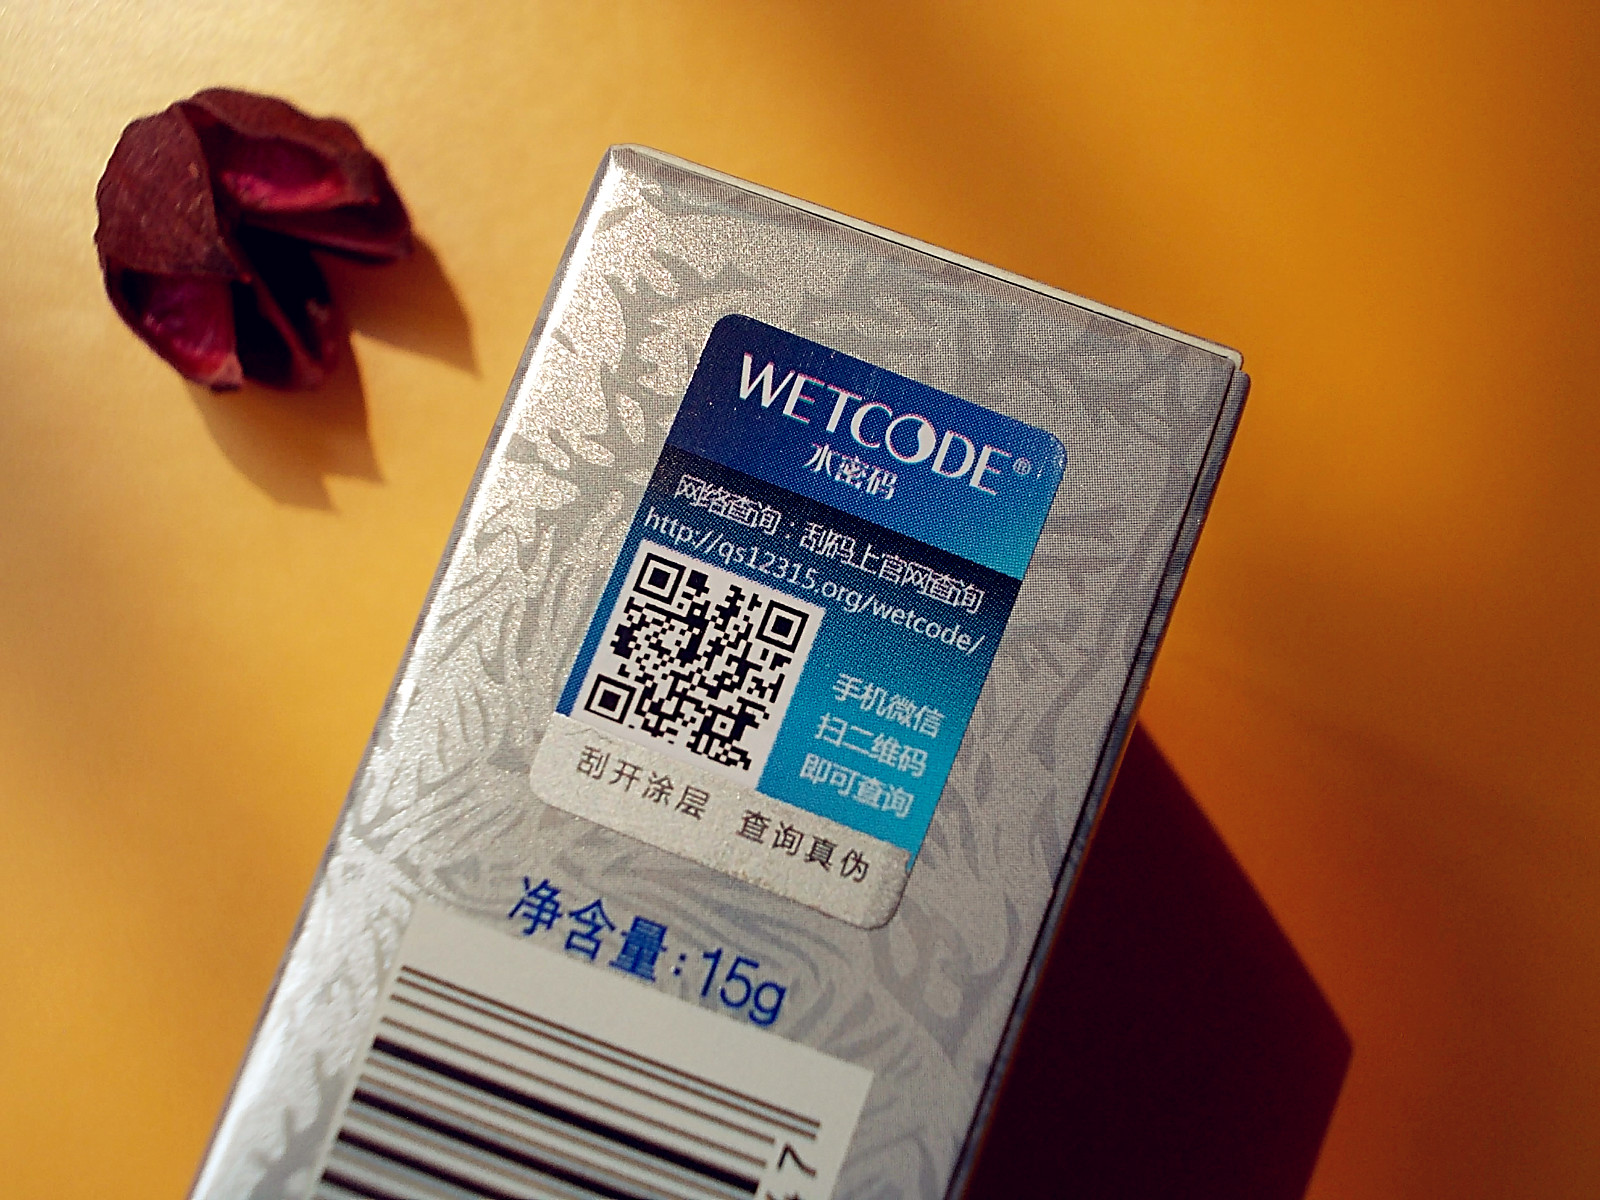 WETCODE®
水密码
网络查询：刮码上官网查询
http://qs12315.org/wetcode/
手机微信
扫二维码
即可查询
刮开涂层 查询真伪
净含量:15g
7